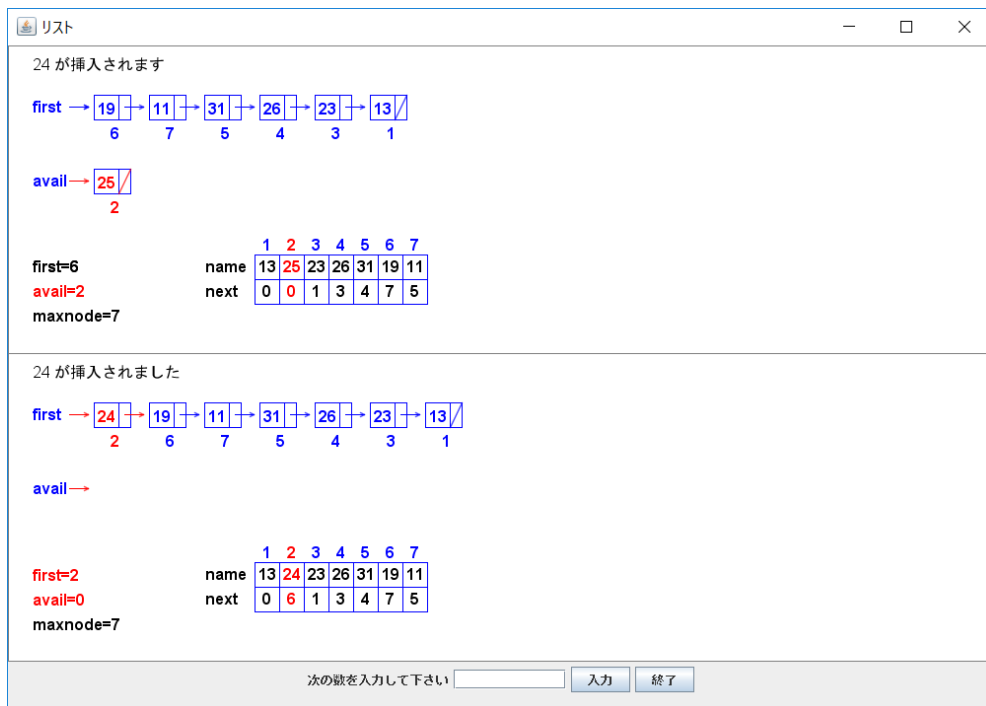 リスト
24 が挿入されます
first 19 11 31 26 23 13
6 7 5 4 3 1
avail 25
2
1 2 3 4 5 6 7
first=6 name 13 25 23 26 31 19 11
avail=2 next 0 0 1 3 4 7 5
maxnode=7
24 が挿入されました
first 24 19 11 31 26 23 13
2 6 7 5 4 3 1
avail
1 2 3 4 5 6 7
first=2 name 13 24 23 26 31 19 11
avail=0 next 0 6 1 3 4 7 5
maxnode=7
次の数を入力して下さい 入力 終了